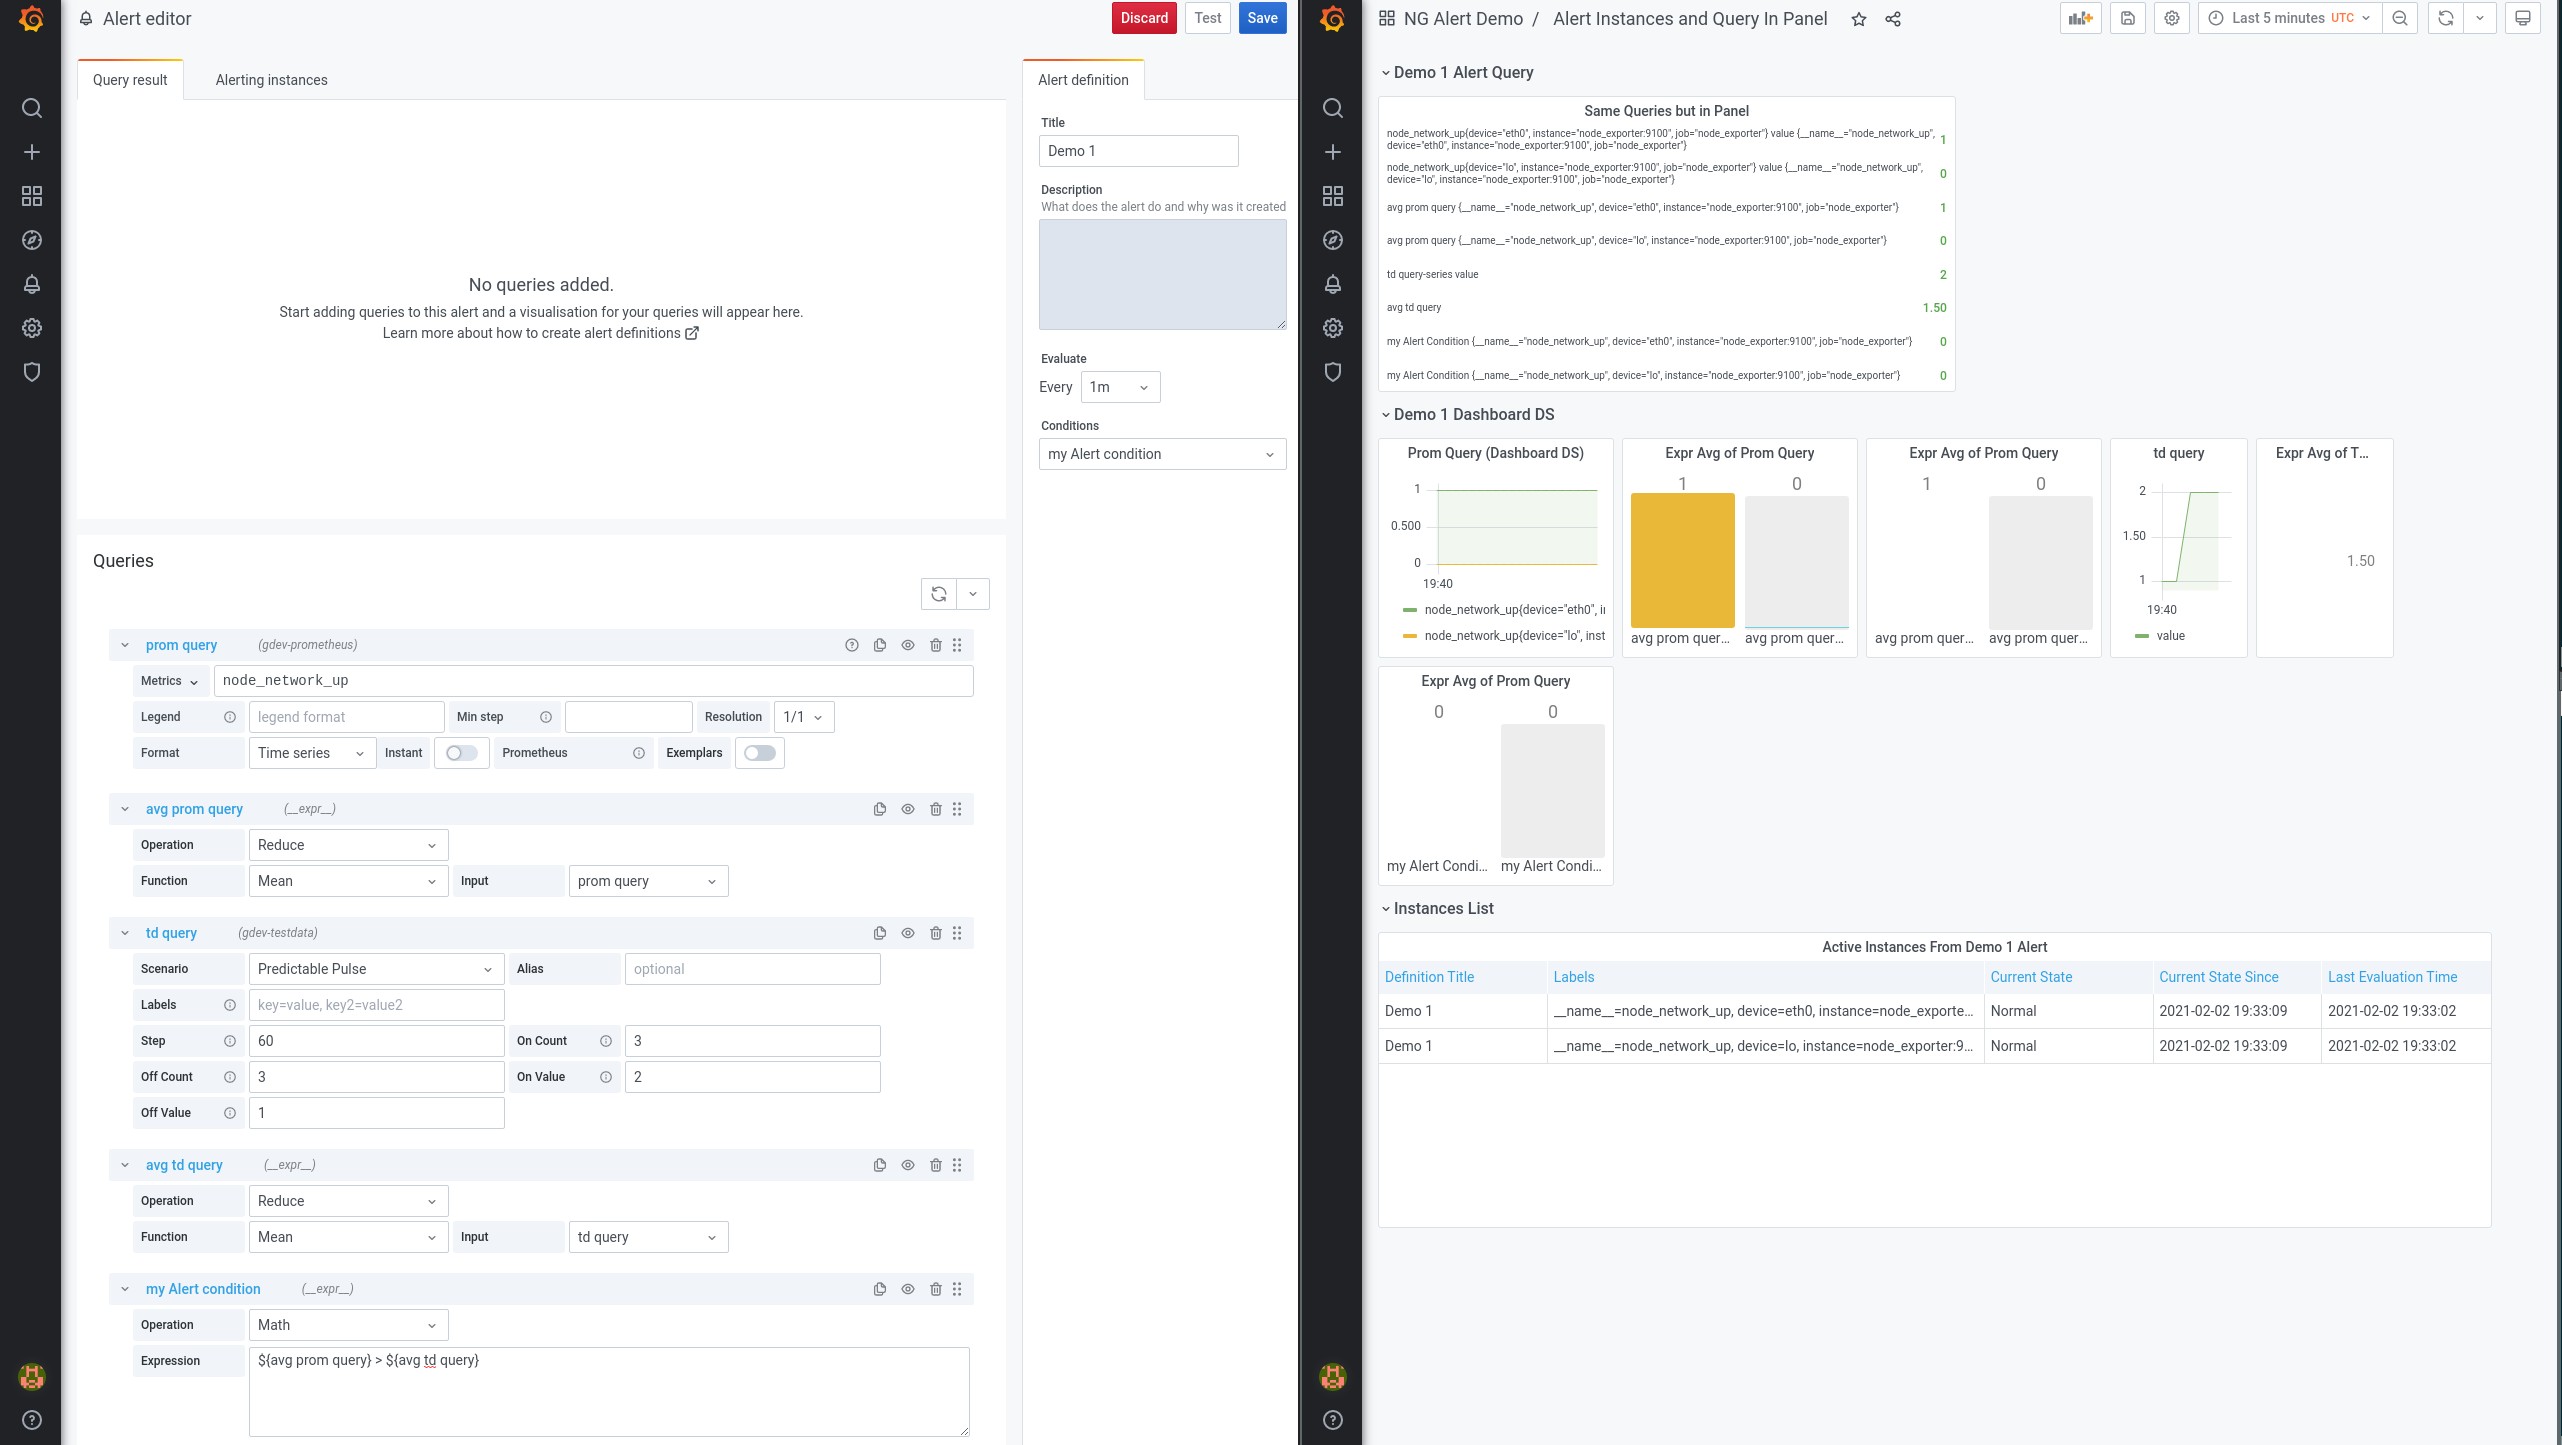 Alert editor
Discard
Test
Save
Query result
Alerting instances
No queries added.
Start adding queries to this alert and a visualisation for your queries will appear here.
Learn more about how to create alert definitions
Queries
prom query (gdev-prometheus)
Metrics node_network_up
Legend legend format Min step Resolution 1/1
Format Time series Instant Prometheus Exemplars
avg prom query (__expr__)
Operation Reduce
Function Mean Input prom query
td query (gdev-testdata)
Scenario Predictable Pulse Alias optional
Labels key=value, key2=value2
Step 60 On Count 3
Off Count 3 On Value 2
Off Value 1
avg td query (__expr__)
Operation Reduce
Function Mean Input td query
my Alert condition (__expr__)
Operation Math
Expression ${avg prom query} > ${avg td query}
Alert definition
Title
Demo 1
Description
What does the alert do and why was it created
Evaluate
Every 1m
Conditions
my Alert condition
NG Alert Demo / Alert Instances and Query In Panel
Last 5 minutes UTC
Demo 1 Alert Query
Same Queries but in Panel
node_network_up{device="eth0", instance="node_exporter:9100", job="node_exporter"} value {__name__="node_network_up",
device="eth0", instance="node_exporter:9100", job="node_exporter"} 1
node_network_up{device="lo", instance="node_exporter:9100", job="node_exporter"} value {__name__="node_network_up",
device="lo", instance="node_exporter:9100", job="node_exporter"} 0
avg prom query {__name__="node_network_up", device="eth0", instance="node_exporter:9100", job="node_exporter"} 1
avg prom query {__name__="node_network_up", device="lo", instance="node_exporter:9100", job="node_exporter"} 0
td query-series value 2
avg td query 1.50
my Alert Condition {__name__="node_network_up", device="eth0", instance="node_exporter:9100", job="node_exporter"} 0
my Alert Condition {__name__="node_network_up", device="lo", instance="node_exporter:9100", job="node_exporter"} 0
Demo 1 Dashboard DS
Prom Query (Dashboard DS)
1
0.500
0
19:40
node_network_up{device="eth0", i
node_network_up{device="lo", inst
Expr Avg of Prom Query
1 0
avg prom quer... avg prom quer...
Expr Avg of Prom Query
1 0
avg prom quer... avg prom quer...
td query
2
1.50
1
19:40
value
Expr Avg of T...
1.50
Expr Avg of Prom Query
0 0
my Alert Condi... my Alert Condi...
Instances List
Active Instances From Demo 1 Alert
Definition Title Labels Current State Current State Since Last Evaluation Time
Demo 1 __name__=node_network_up, device=eth0, instance=node_exporte... Normal 2021-02-02 19:33:09 2021-02-02 19:33:02
Demo 1 __name__=node_network_up, device=lo, instance=node_exporter:9... Normal 2021-02-02 19:33:09 2021-02-02 19:33:02